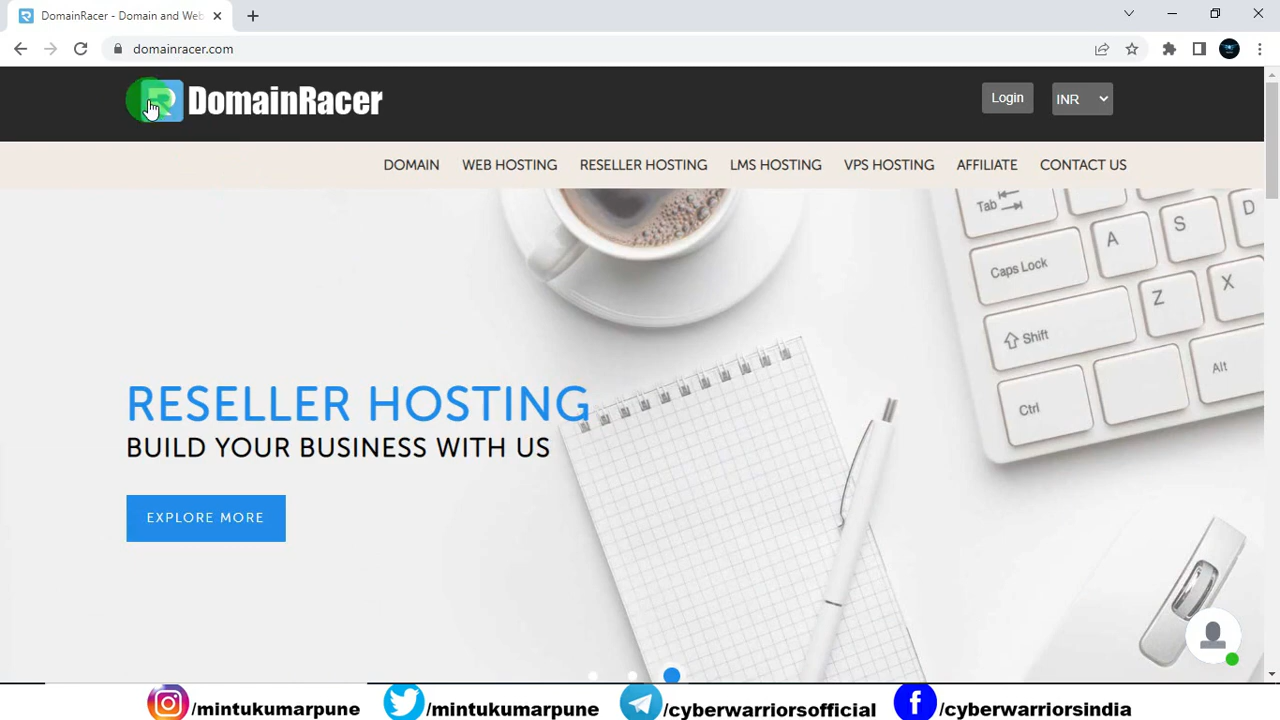 DomainRacer - Domain and Web
domainracer.com
DomainRacer
Login
INR
DOMAIN WEB HOSTING RESELLER HOSTING LMS HOSTING VPS HOSTING AFFILIATE CONTACT US
Tab
Caps Lock
A
S
D
Shift
Z
X
Ctrl
Alt
RESELLER HOSTING
BUILD YOUR BUSINESS WITH US
EXPLORE MORE
/mintukumarpune /mintukumarpune /cyberwarriorsofficial /cyberwarriorsindia